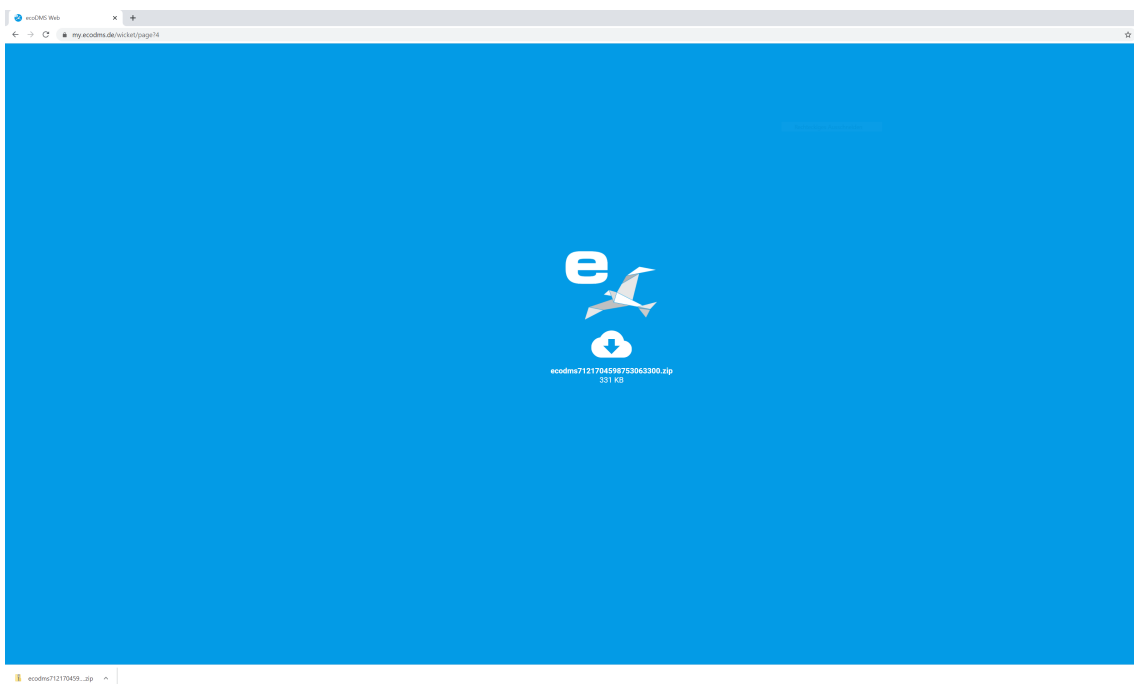 ecoDMS Web
my.ecodms.de/wicket/page?4
e
ecodms7121704598753063300.zip
331 KB
ecodms712170459....zip